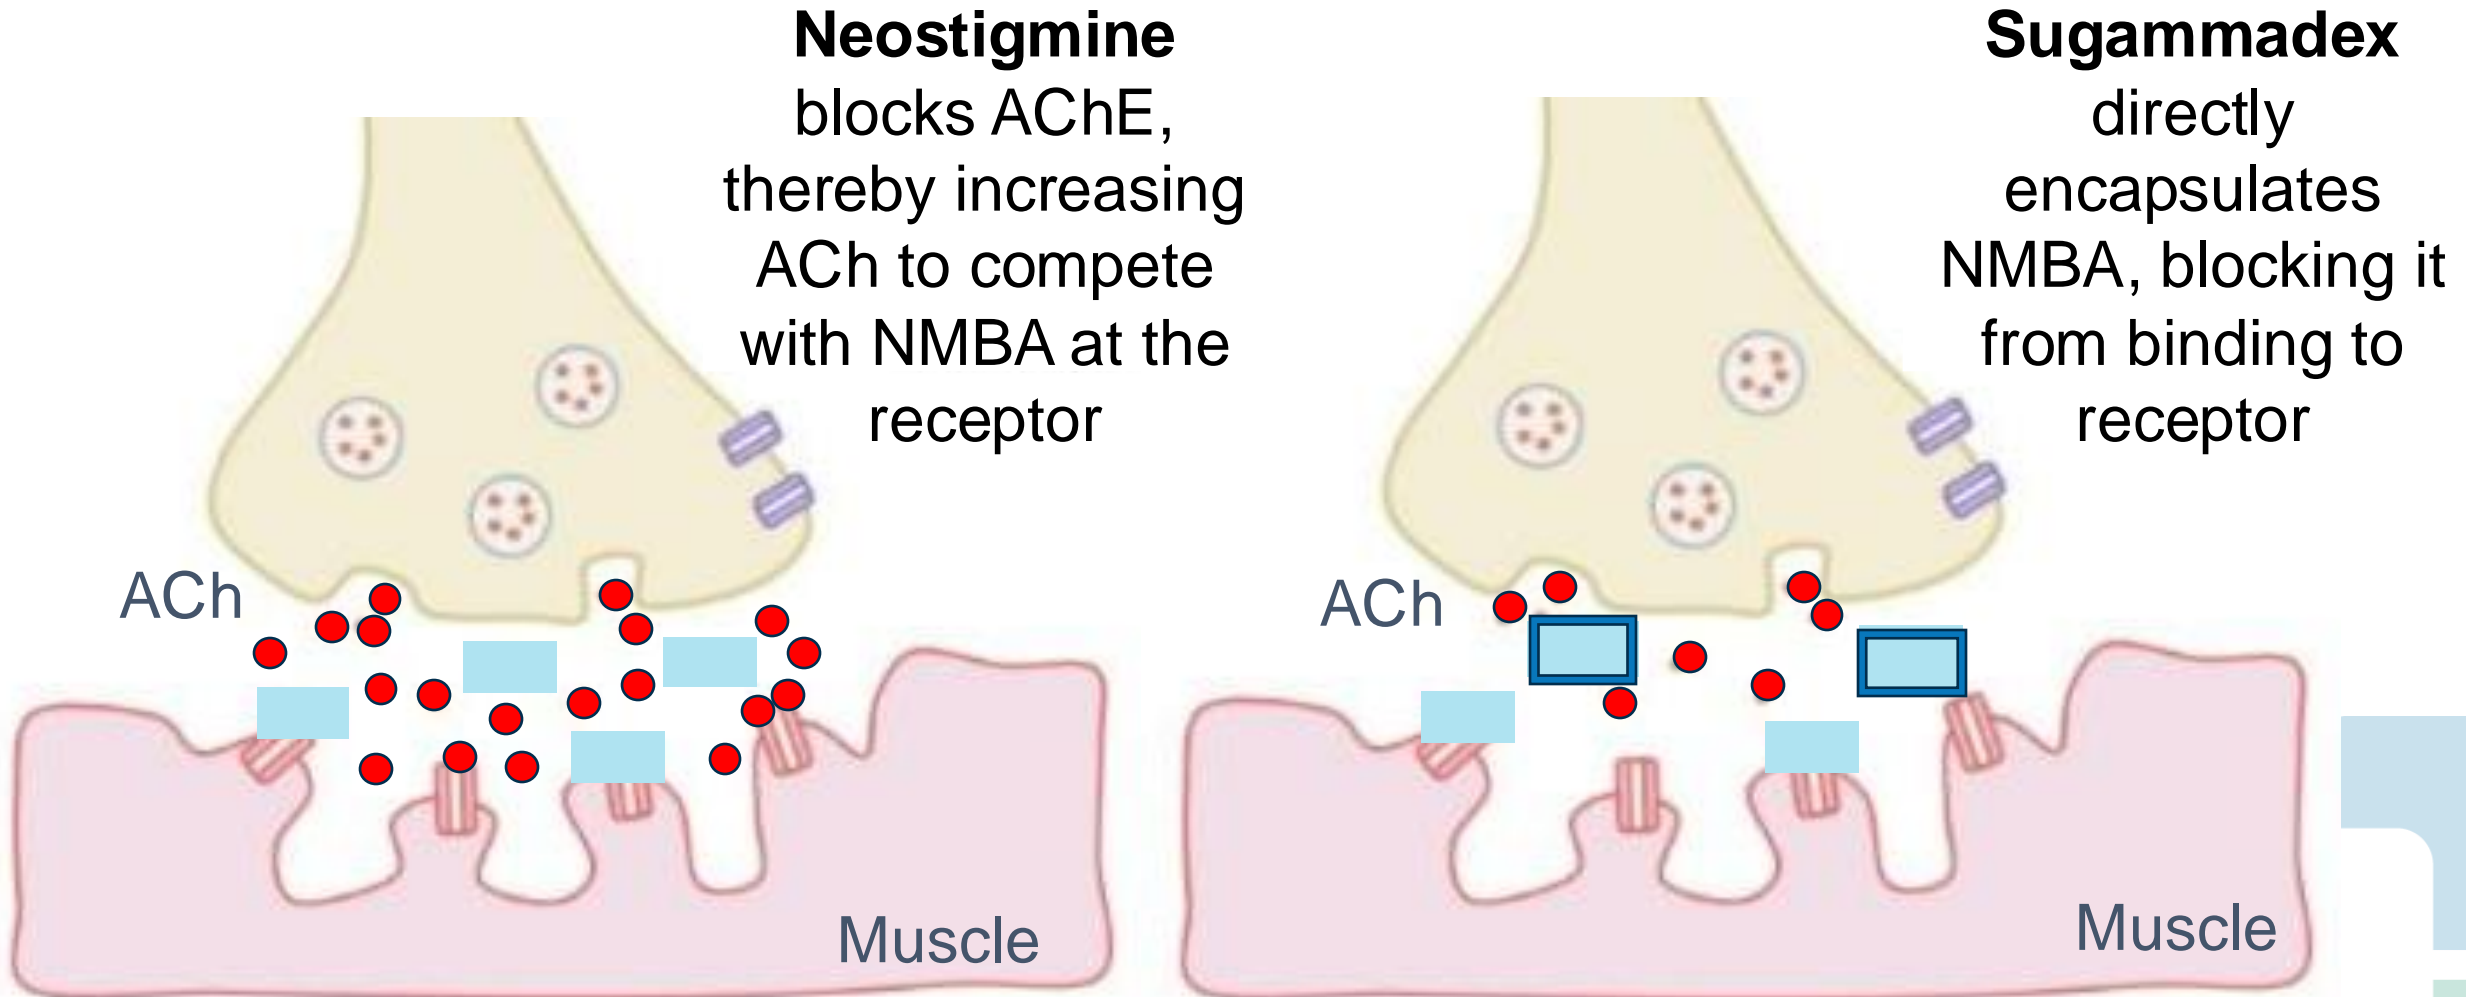 Neostigmine
blocks AChE,
thereby increasing
ACh to compete
with NMBA at the
receptor
ACh
Muscle
Sugammadex
directly
encapsulates
NMBA, blocking it
from binding to
receptor
ACh
Muscle